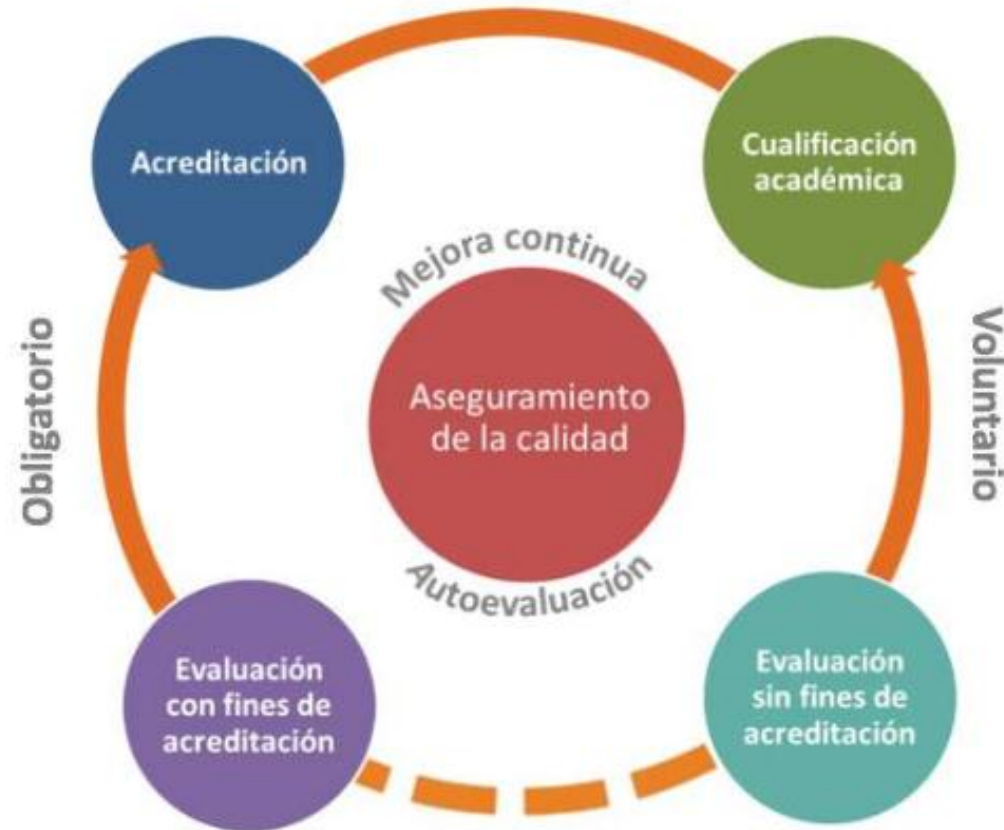 Acreditación
Cualificación
académica
Mejora continua
Obligatorio
Aseguramiento
de la calidad
Voluntario
Autoevaluación
Evaluación
con fines de
acreditación
Evaluación
sin fines de
acreditación